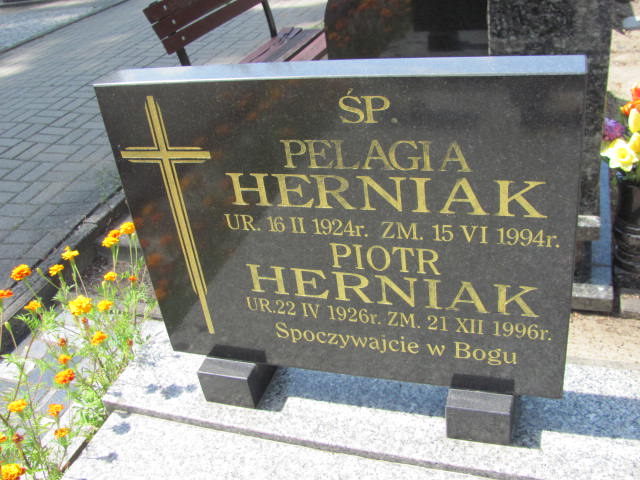 ŚP.
PELAGIA
HERNIAK
UR. 16 II 1924r. ZM. 15 VI 1994r.
PIOTR
HERNIAK
UR.22 IV 1926r. ZM. 21 XII 1996r.
Spoczywajcie w Bogu